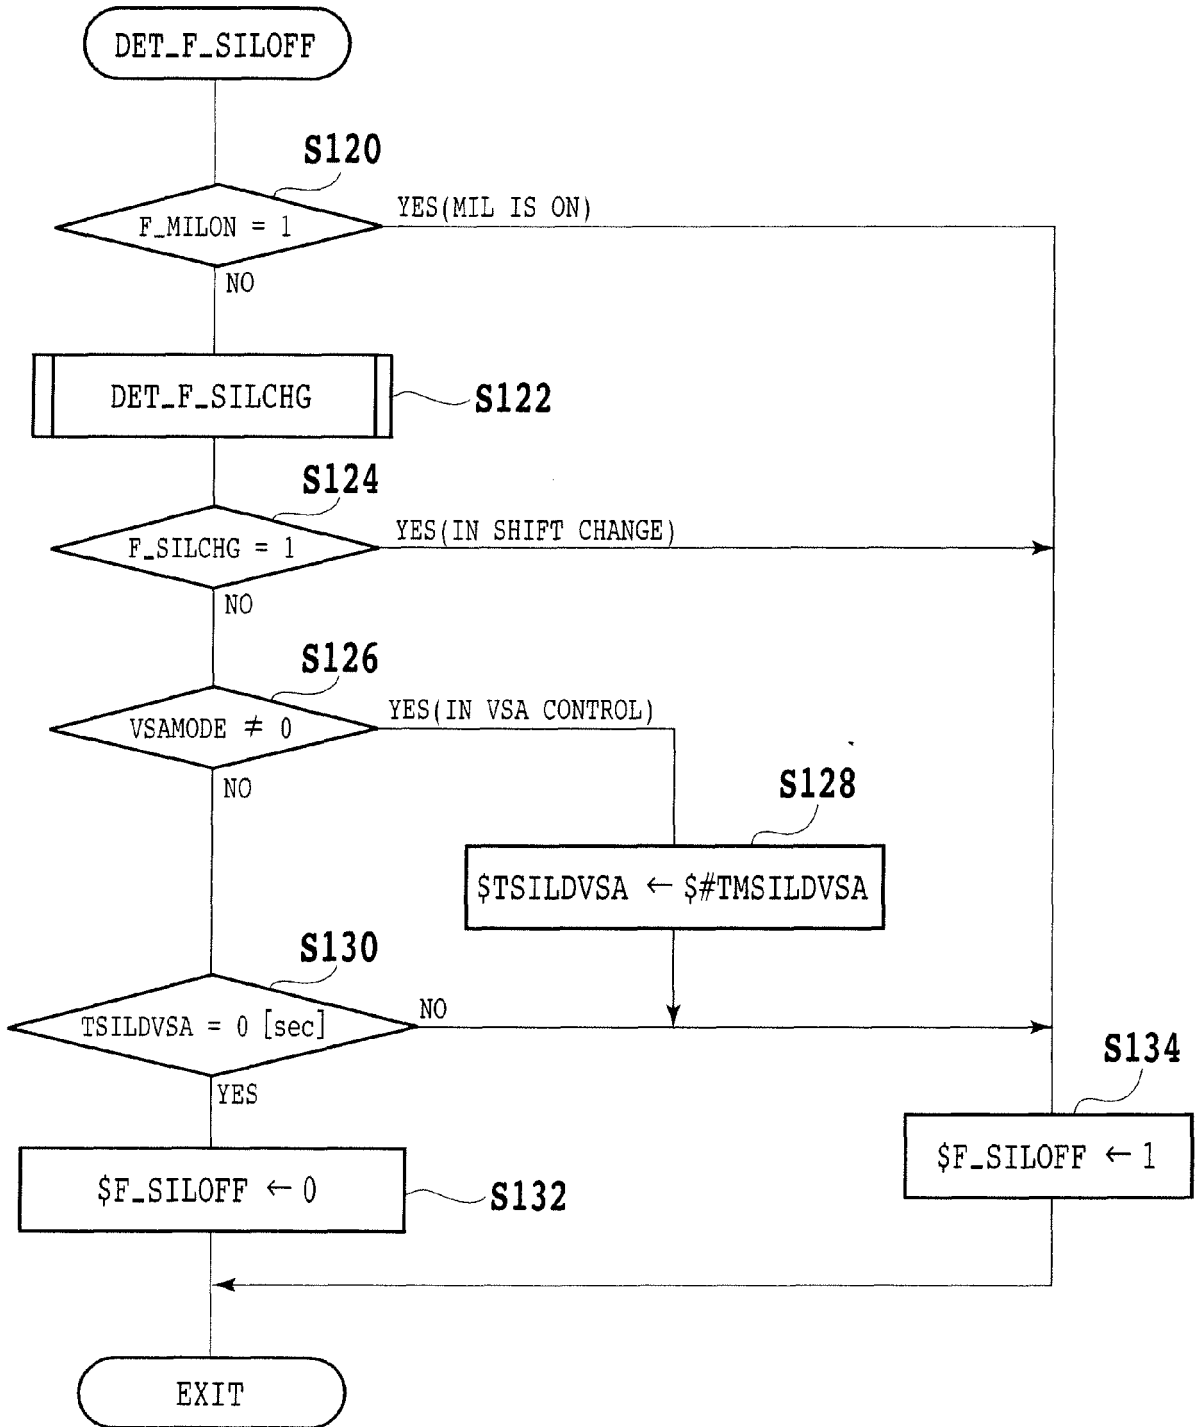 DET_F_SILOFF
S120
F_MILON = 1
YES(MIL IS ON)
NO
DET_F_SILCHG
S122
S124
F_SILCHG = 1
YES(IN SHIFT CHANGE)
NO
S126
VSAMODE ≠ 0
YES(IN VSA CONTROL)
NO
S128
$TSILDVSA ← $#TMSILDVSA
S130
TSILDVSA = 0 [sec]
NO
YES
S134
$F_SILOFF ← 1
$F_SILOFF ← 0
S132
EXIT